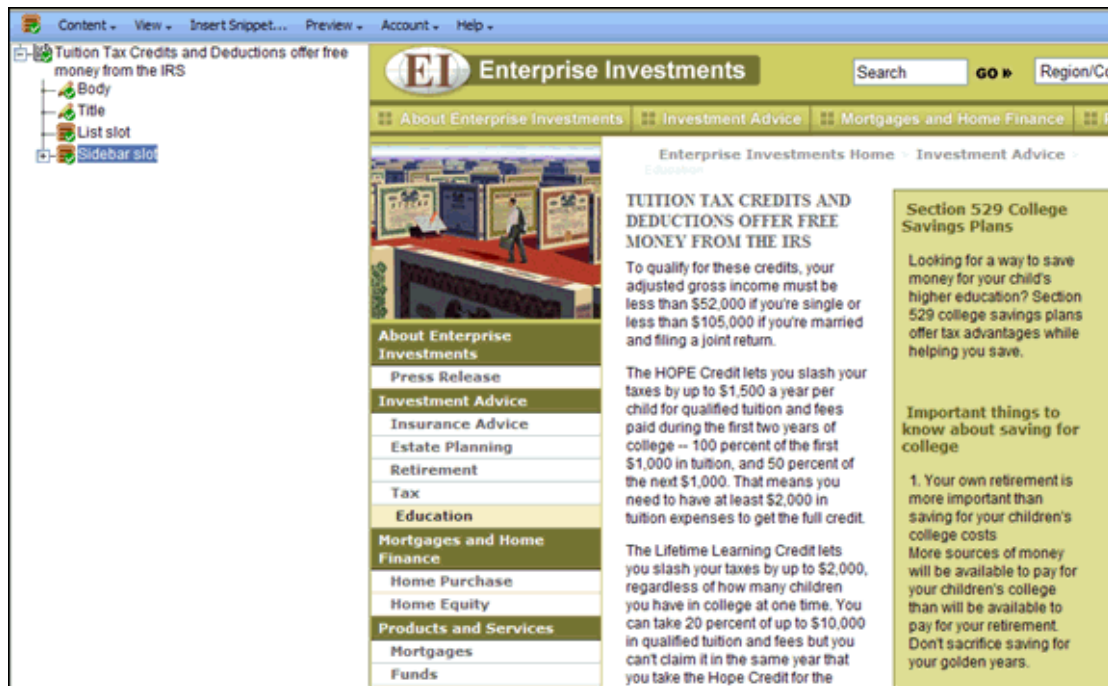 Content View Insert Snippet... Preview Account Help
Tuition Tax Credits and Deductions offer free
money from the IRS
Body
Title
List slot
Sidebar slot
EI Enterprise Investments
Search GO Region/Co
About Enterprise Investments Investment Advice Mortgages and Home Finance
Enterprise Investments Home Investment Advice
Education
About Enterprise
Investments
Press Release
Investment Advice
Insurance Advice
Estate Planning
Retirement
Tax
Education
Mortgages and Home
Finance
Home Purchase
Home Equity
Products and Services
Mortgages
Funds
TUITION TAX CREDITS AND
DEDUCTIONS OFFER FREE
MONEY FROM THE IRS
To qualify for these credits, your
adjusted gross income must be
less than $52,000 if you're single or
less than $105,000 if you're married
and filing a joint return.
The HOPE Credit lets you slash your
taxes by up to $1,500 a year per
child for qualified tuition and fees
paid during the first two years of
college -- 100 percent of the first
$1,000 in tuition, and 50 percent of
the next $1,000. That means you
need to have at least $2,000 in
tuition expenses to get the full credit.
The Lifetime Learning Credit lets
you slash your taxes by up to $2,000,
regardless of how many children
you have in college at one time. You
can take 20 percent of up to $10,000
in qualified tuition and fees but you
can't claim it in the same year that
you take the Hope Credit for the
Section 529 College
Savings Plans
Looking for a way to save
money for your child's
higher education? Section
529 college savings plans
offer tax advantages while
helping you save.
Important things to
know about saving for
college
1. Your own retirement is
more important than
saving for your children's
college costs
More sources of money
will be available to pay for
your children's college
than will be available to
pay for your retirement.
Don't sacrifice saving for
your golden years.